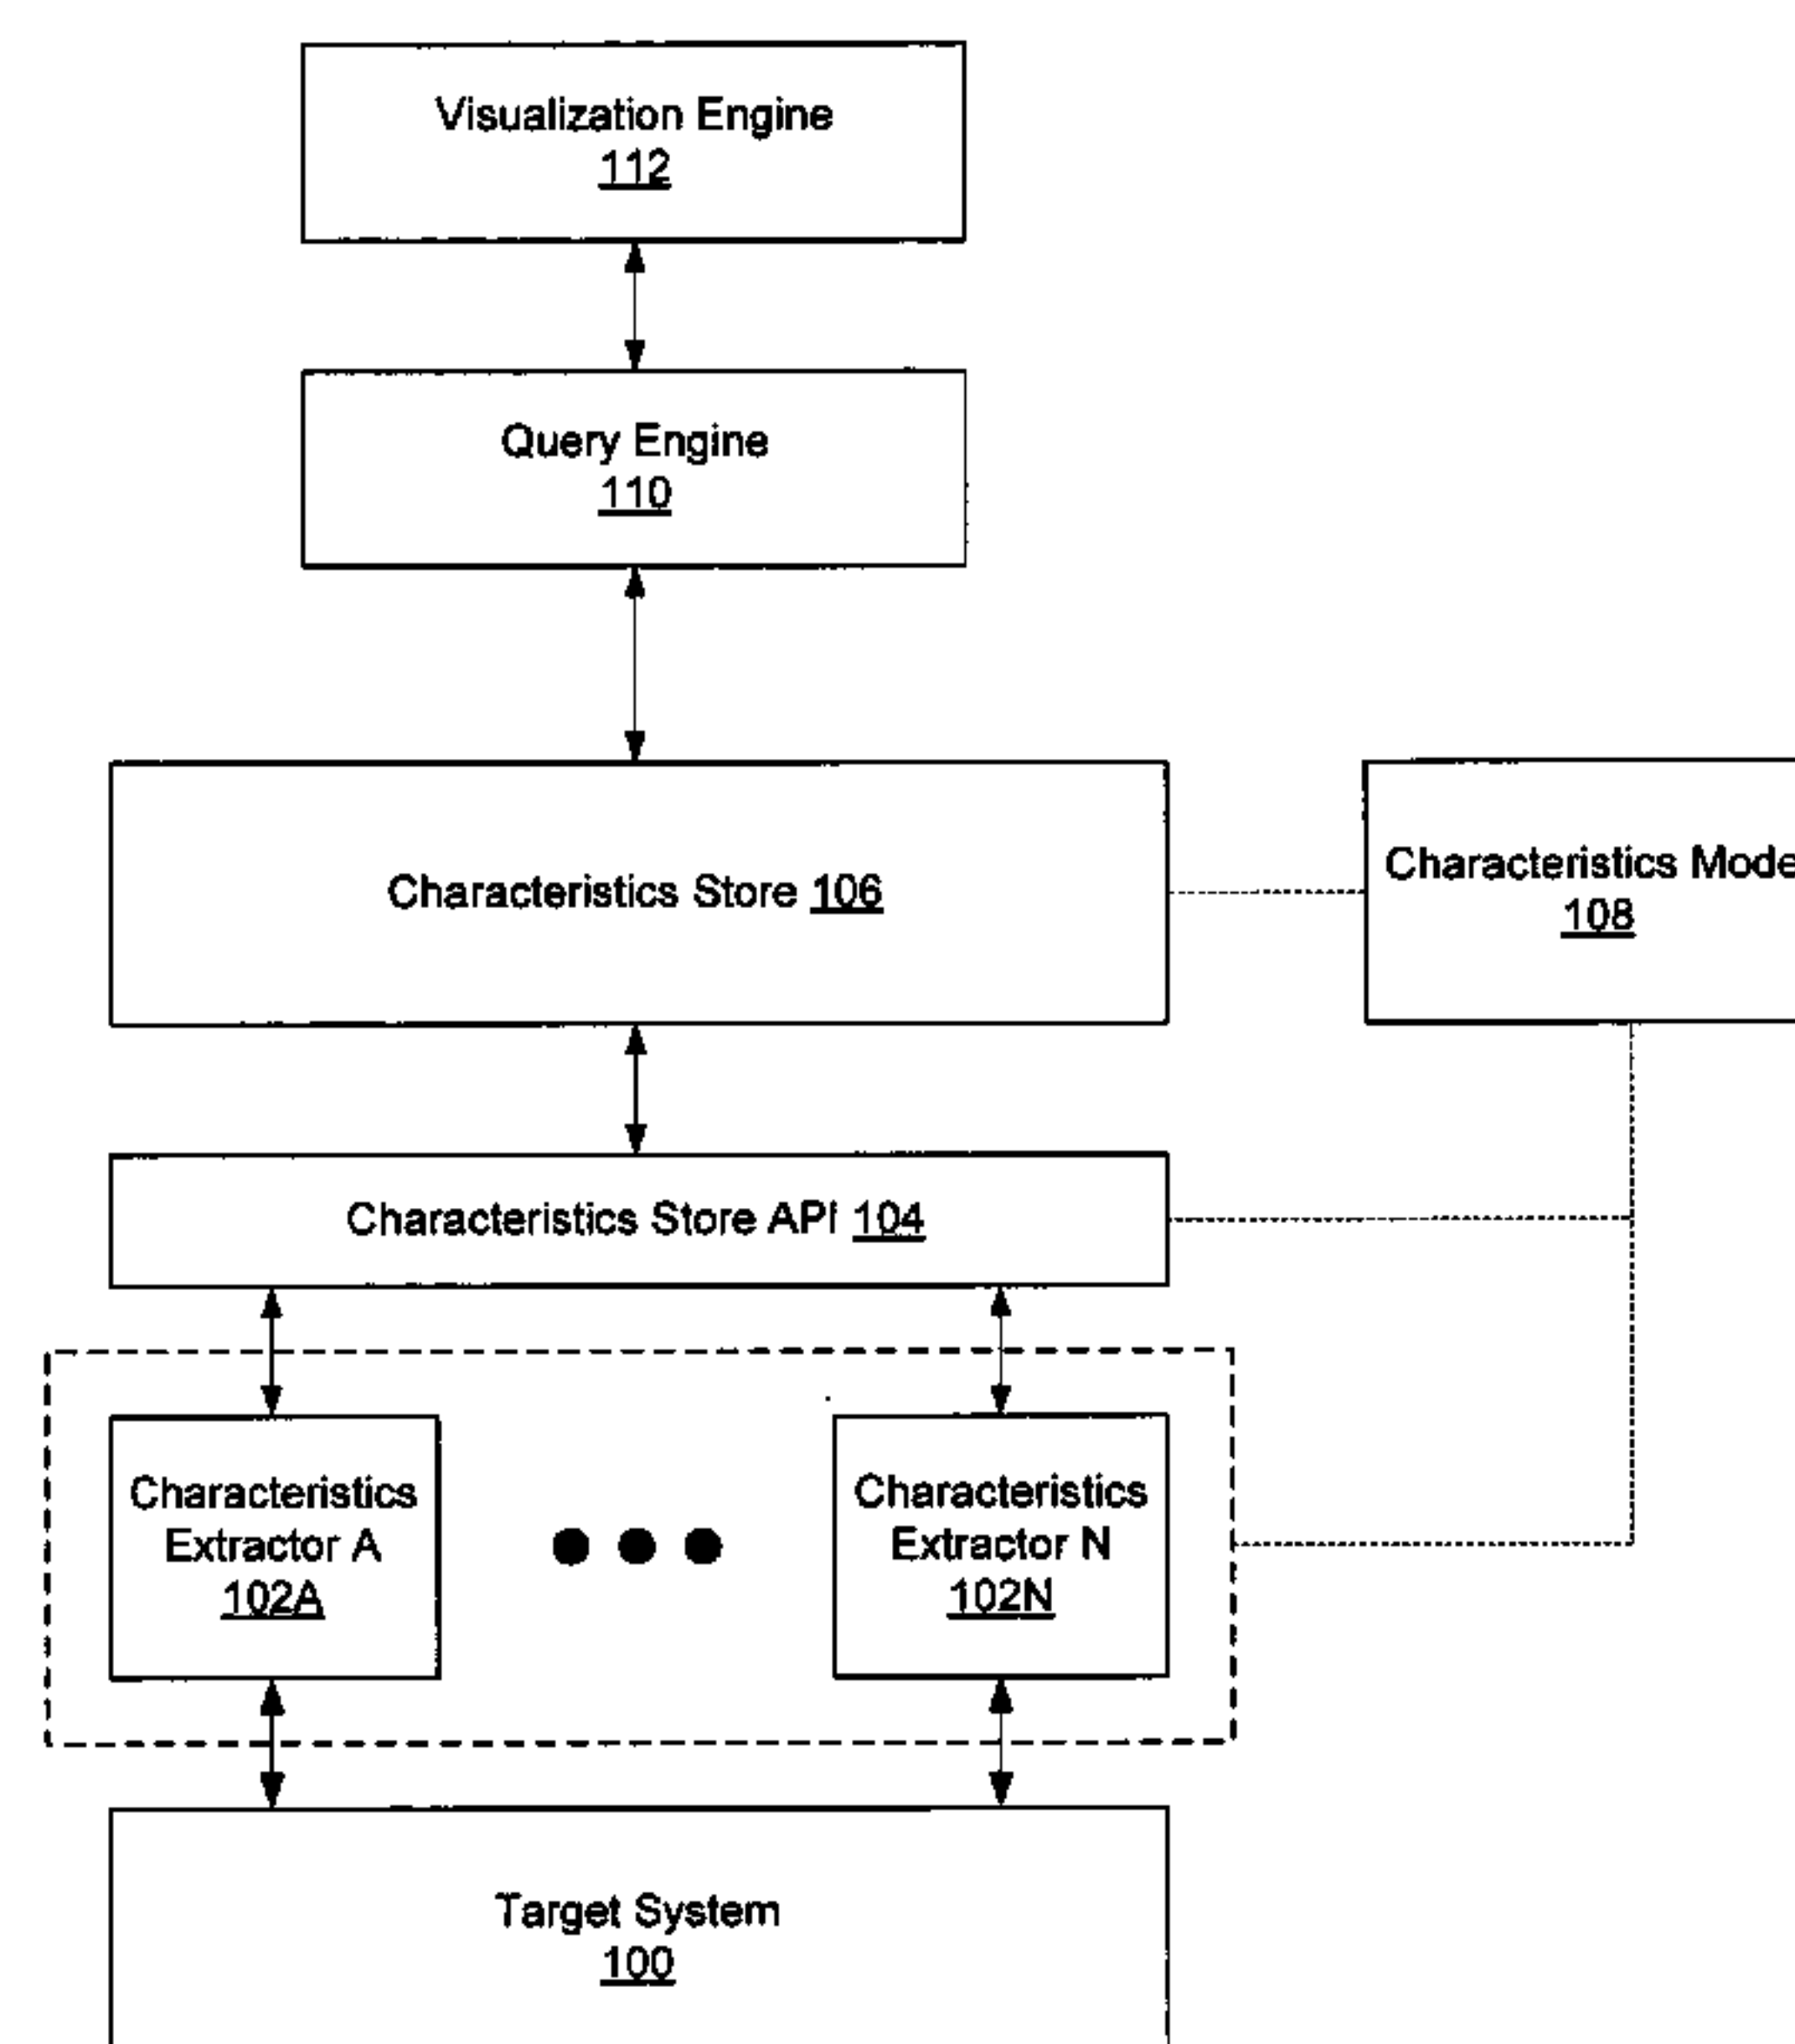 Visualization Engine
112
Query Engine
110
Characteristics Store 106
Characteristics Mode
108
Characteristics Store API 104
Characteristics
Extractor A
102A
Characteristics
Extractor N
102N
Target System
100